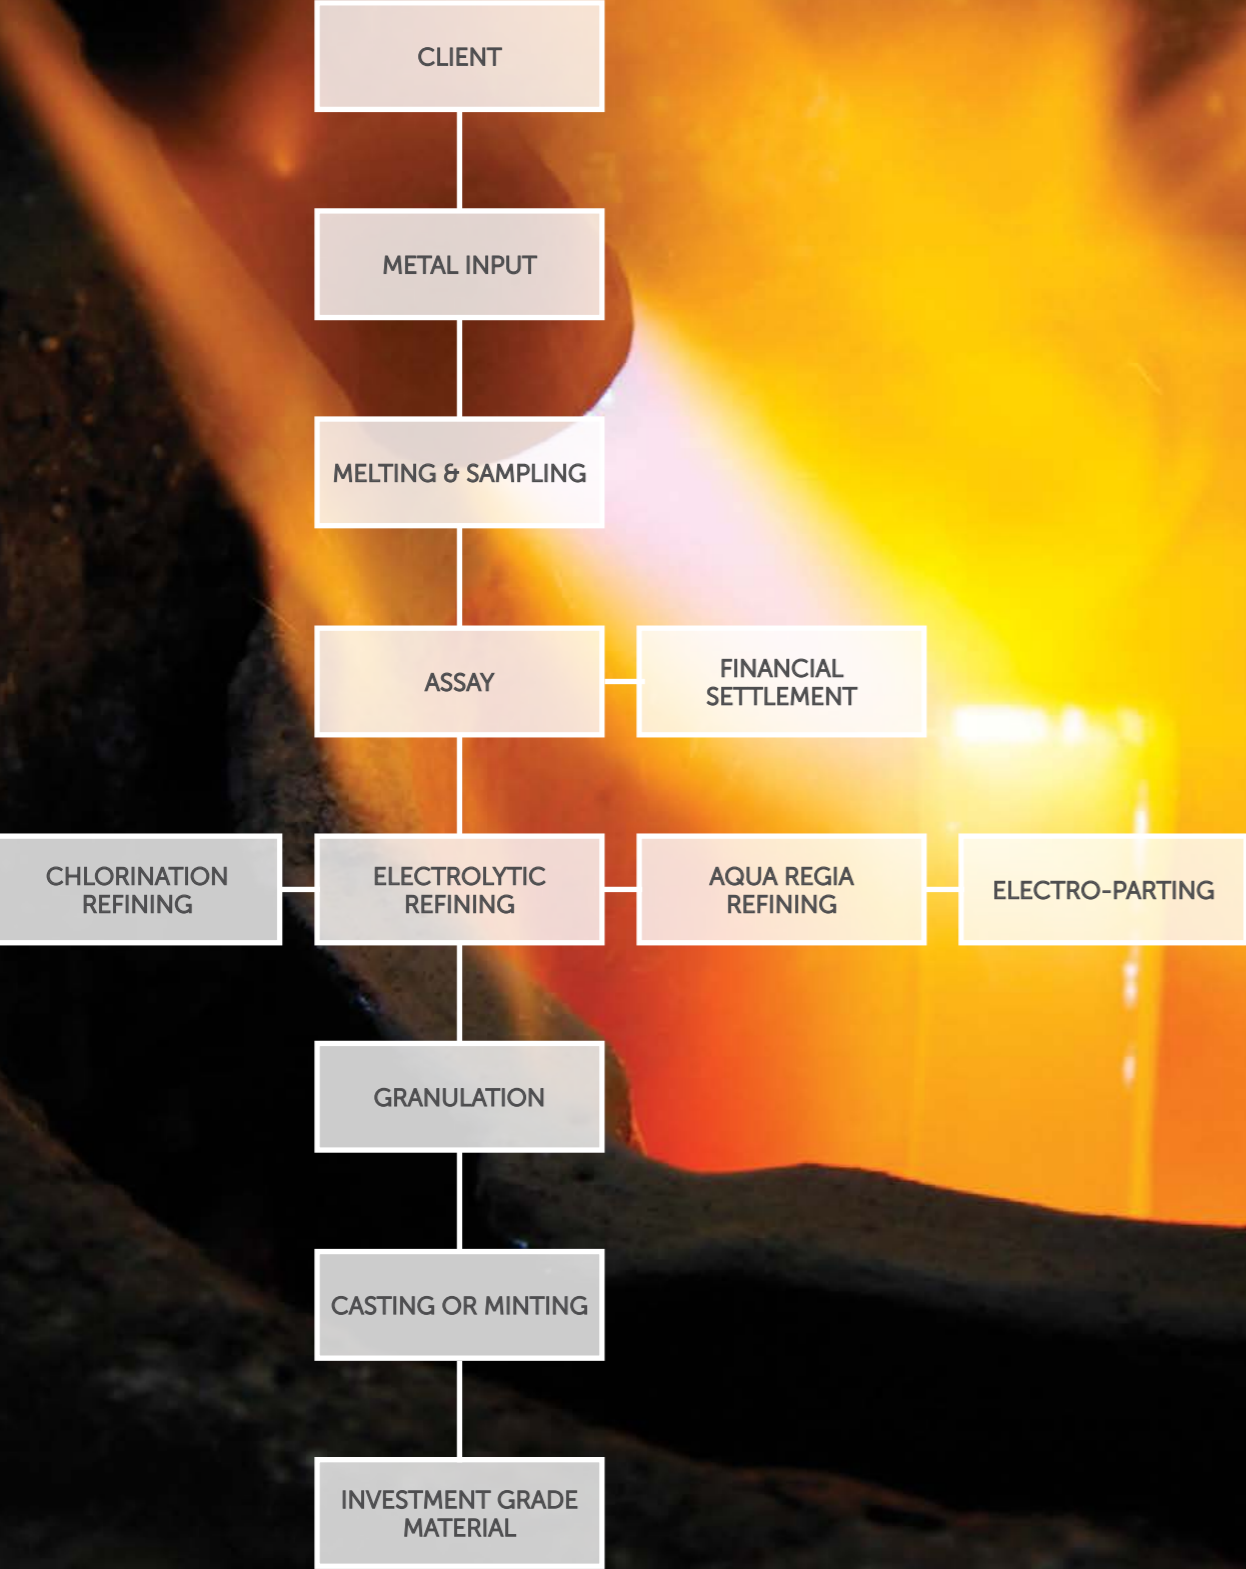 CLIENT
METAL INPUT
MELTING & SAMPLING
ASSAY
FINANCIAL
SETTLEMENT
CHLORINATION
REFINING
ELECTROLYTIC
REFINING
AQUA REGIA
REFINING
ELECTRO-PARTING
GRANULATION
CASTING OR MINTING
INVESTMENT GRADE
MATERIAL